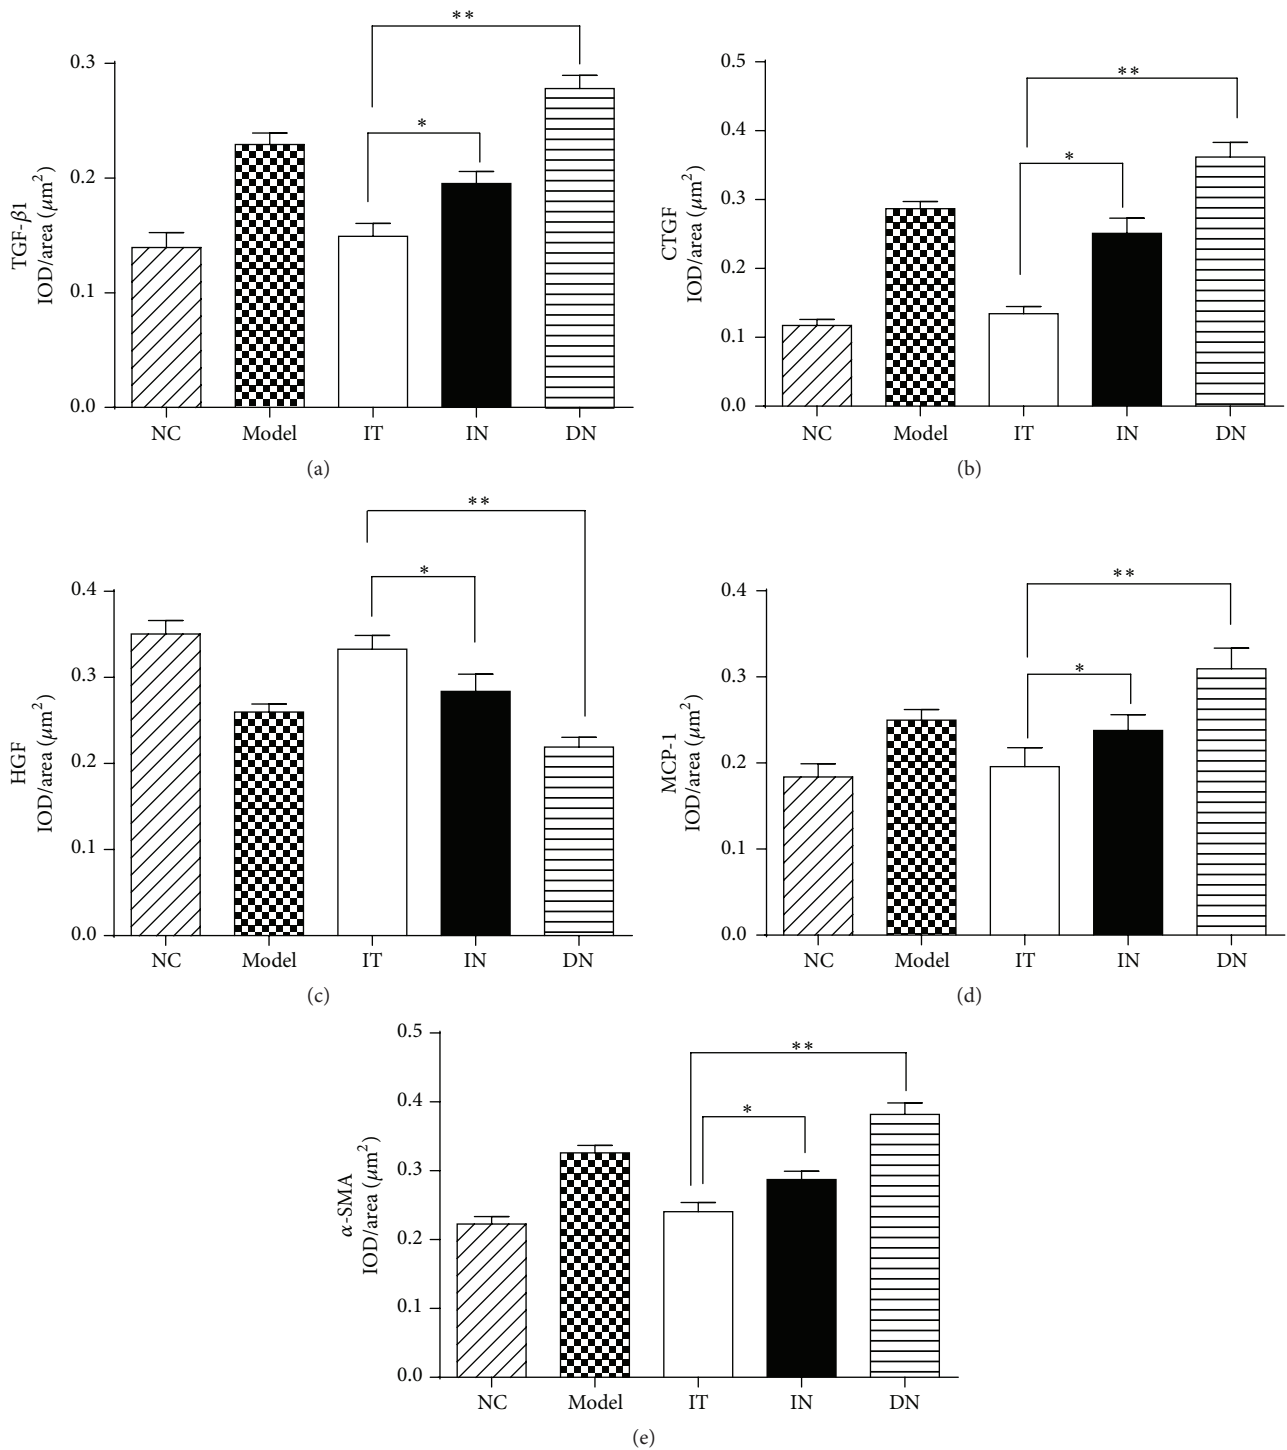 **
0.3
*
0.2
0.1
0.0
TGF-β1
IOD/area (μm²)
NC Model IT IN DN
(a)
0.5
**
0.4
*
0.3
0.2
0.1
0.0
CTGF
IOD/area (μm²)
NC Model IT IN DN
(b)
**
*
0.4
0.3
0.2
0.1
0.0
HGF
IOD/area (μm²)
NC Model IT IN DN
(c)
**
0.4
*
0.3
0.2
0.1
0.0
MCP-1
IOD/area (μm²)
NC Model IT IN DN
(d)
0.5
**
0.4
*
0.3
0.2
0.1
0.0
α-SMA
IOD/area (μm²)
NC Model IT IN DN
(e)